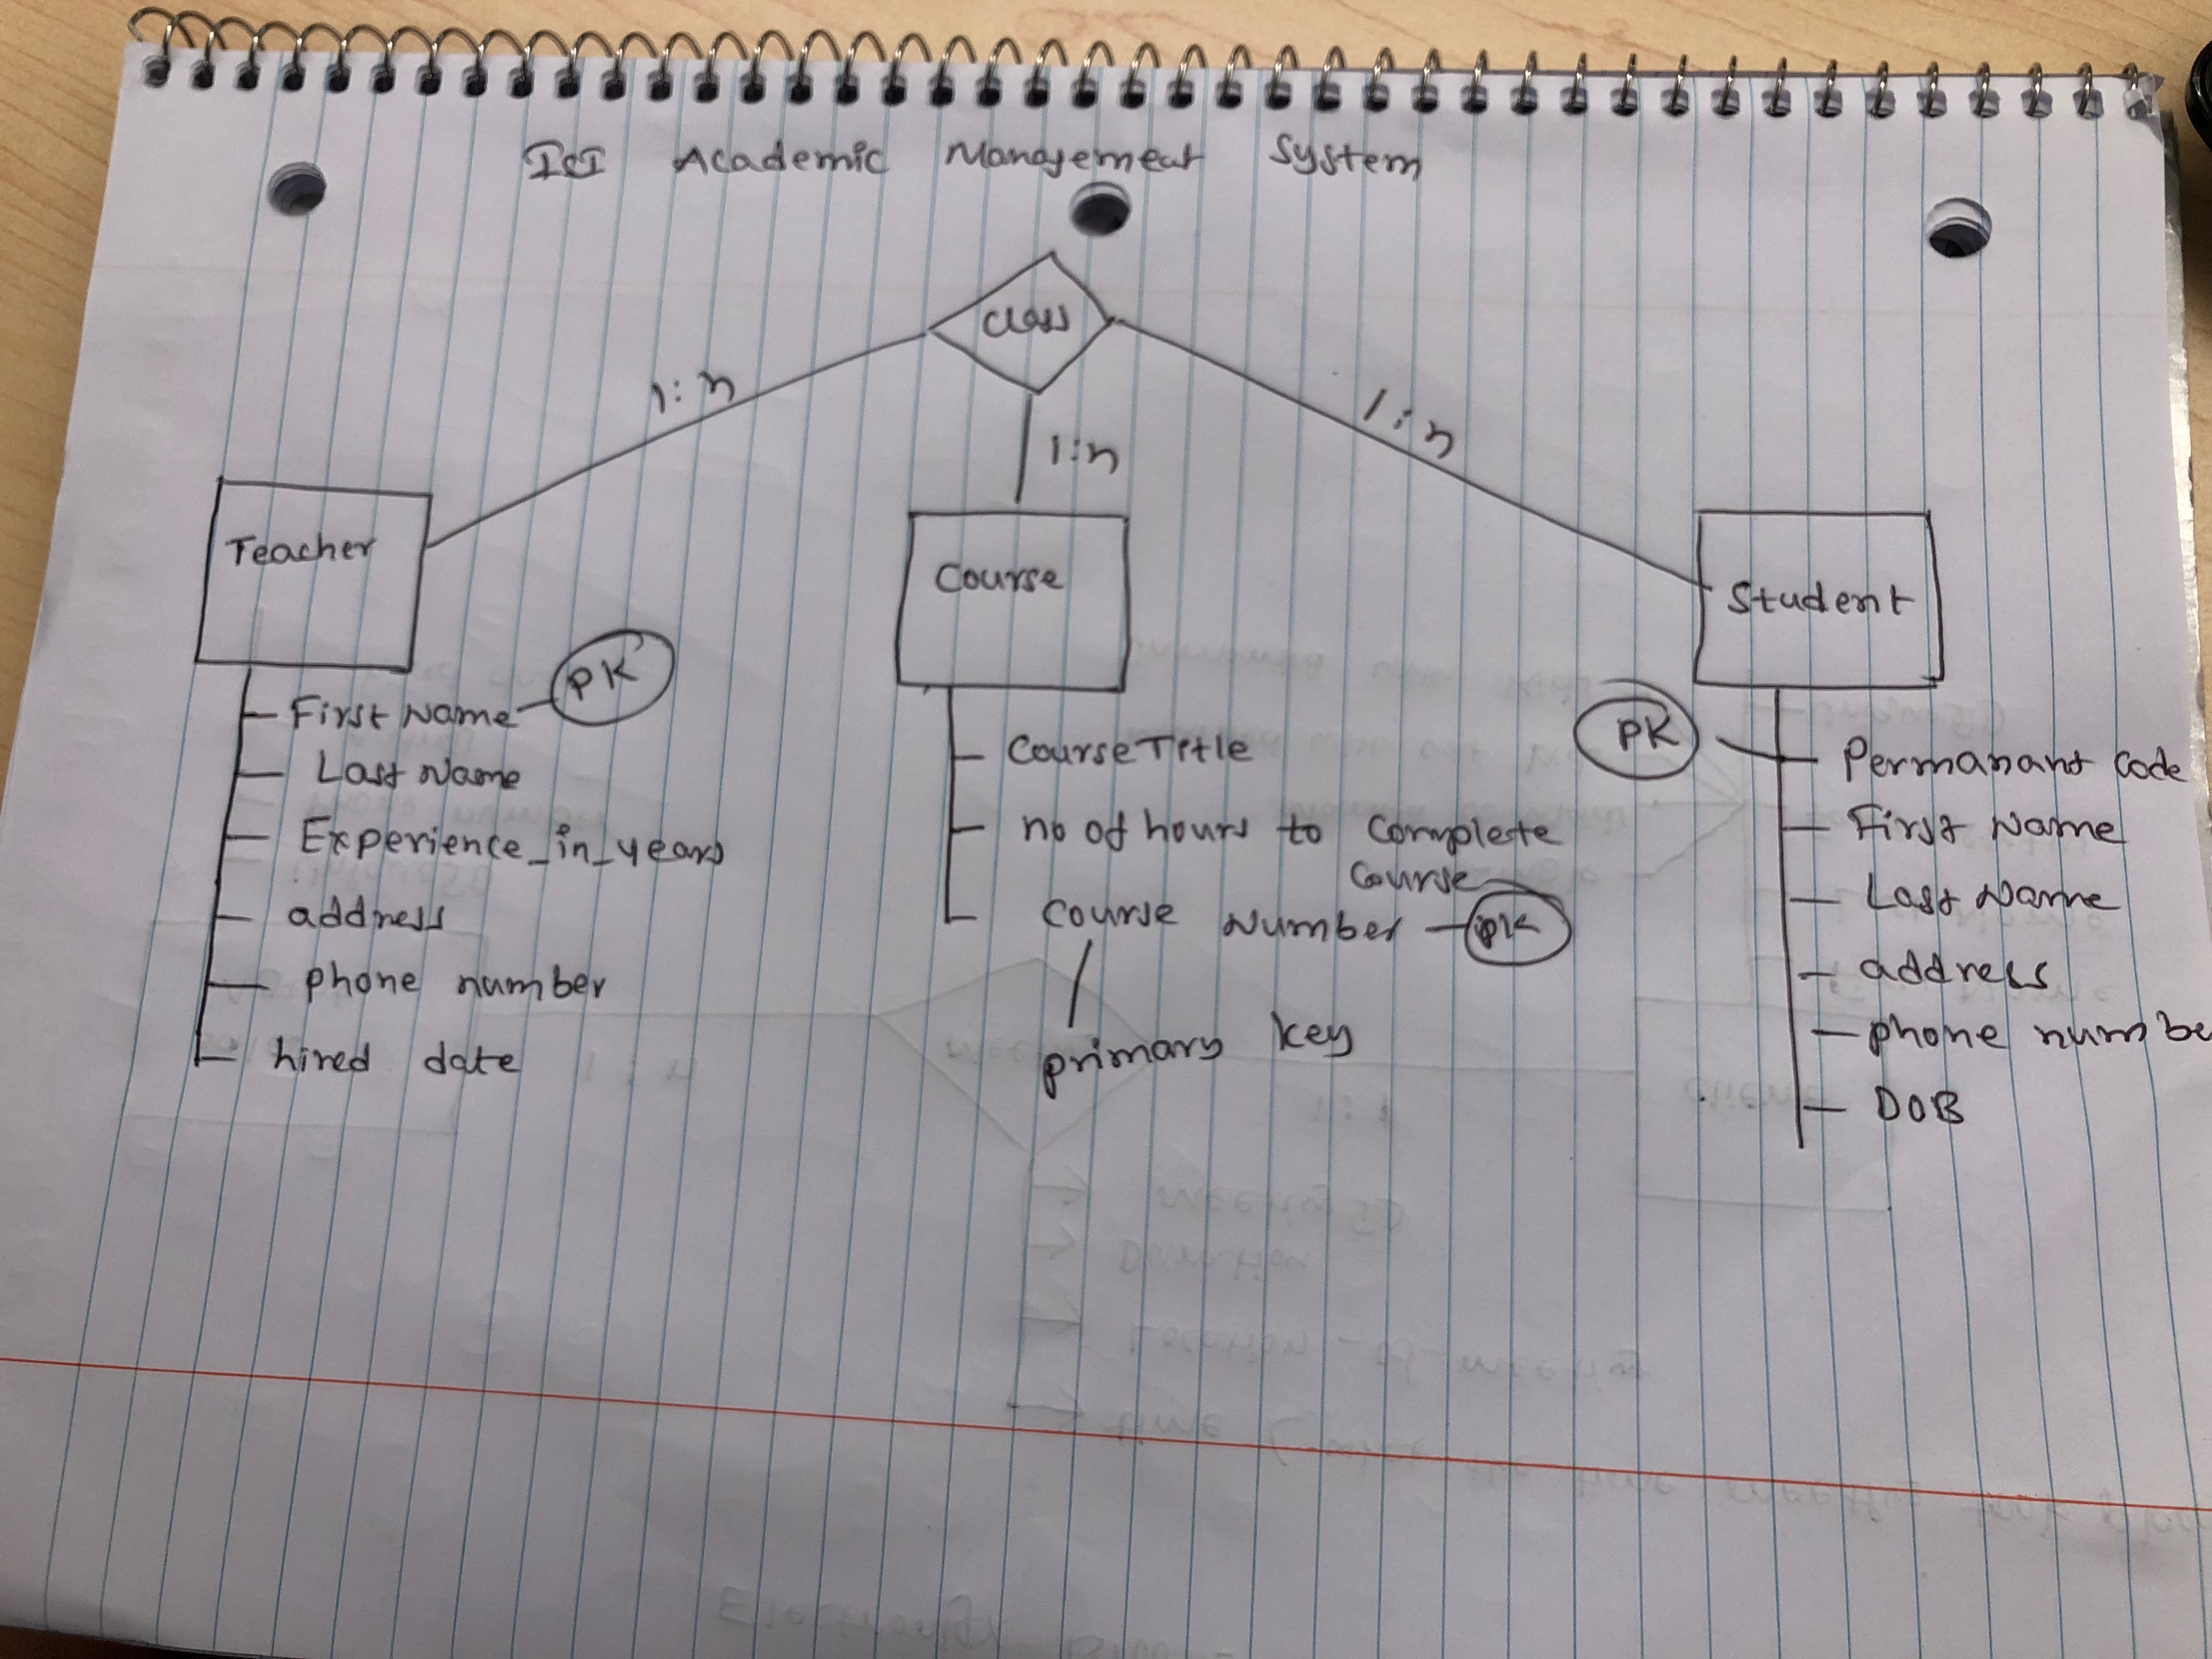 ICT Academic Management System
class
1:n
1:n
1:n
Teacher
First Name
PK
Last Name
Experience_in_years
address
phone number
hired date
Course
Course Title
no of hours to complete
course
Course Number
PK
primary key
Student
PK
Permanant code
First Name
Last Name
address
phone numbe
DOB